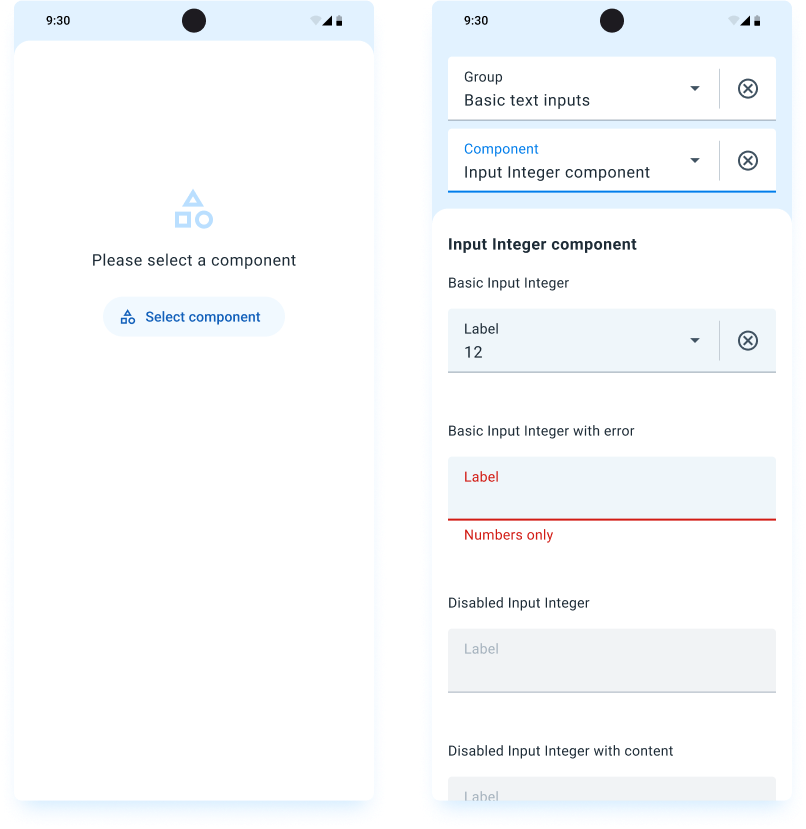 9:30
Please select a component
Select component
9:30
Group
Basic text inputs
Component
Input Integer component
Input Integer component
Basic Input Integer
Label
12
Basic Input Integer with error
Label
Numbers only
Disabled Input Integer
Label
Disabled Input Integer with content
Label